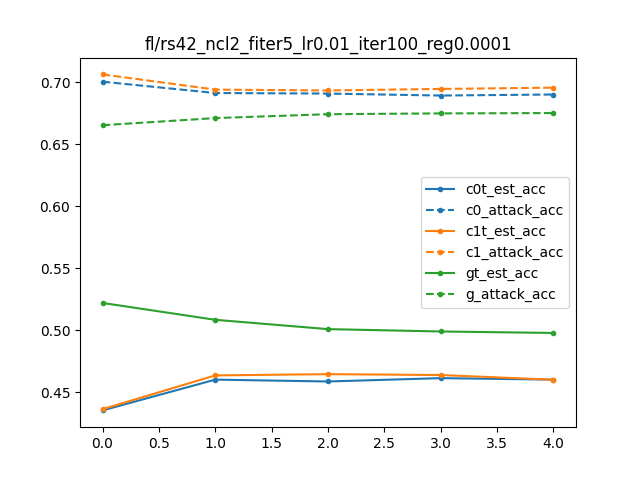 fl/rs42_ncl2_fiter5_lr0.01_iter100_reg0.0001
0.70
0.65
0.60
0.55
0.50
0.45
c0t_est_acc
c0_attack_acc
c1t_est_acc
c1_attack_acc
gt_est_acc
g_attack_acc
0.0 0.5 1.0 1.5 2.0 2.5 3.0 3.5 4.0